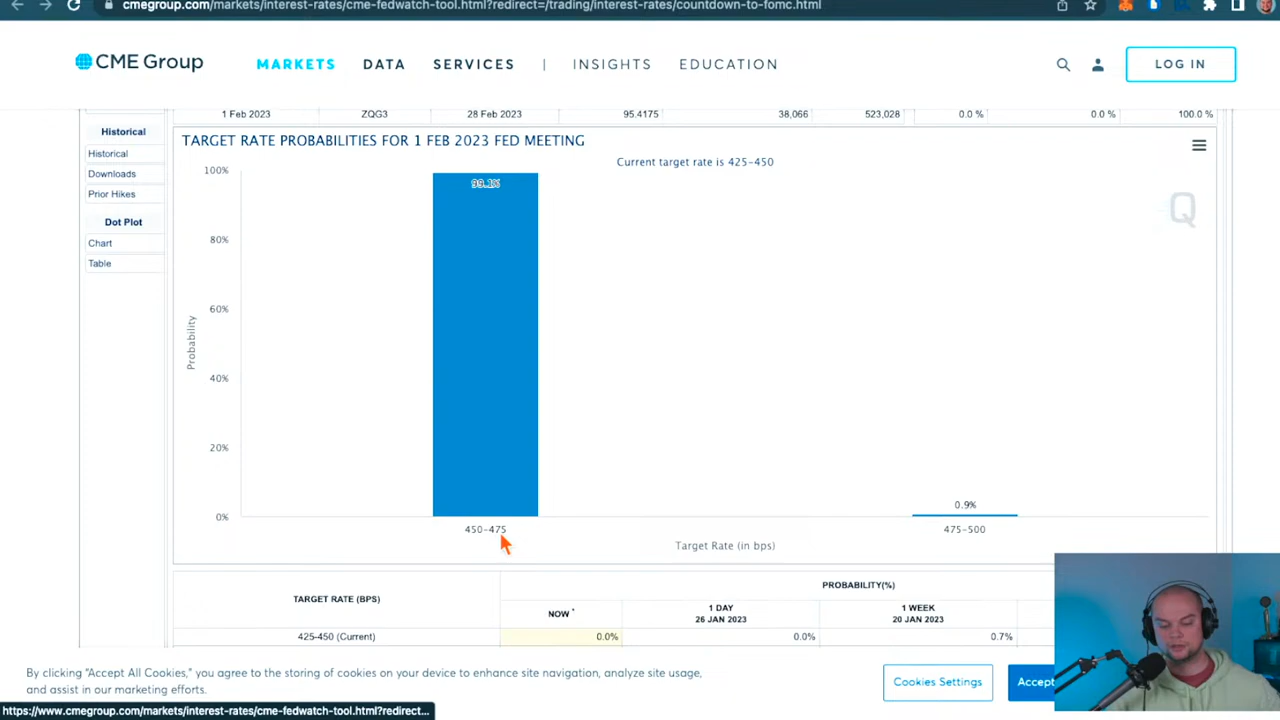 cmegroup.com/markets/interest-rates/cme-fedwatch-tool.html?redirect=/trading/interest-rates/countdown-to-fomc.html
CME Group
MARKETS DATA SERVICES | INSIGHTS EDUCATION
LOG IN
1 Feb 2023 ZQG3 28 Feb 2023 95.4175 38,066 523,028 0.0 % 0.0 % 100.0 %
Historical
Historical
Downloads
Prior Hikes
Dot Plot
Chart
Table
TARGET RATE PROBABILITIES FOR 1 FEB 2023 FED MEETING
Current target rate is 425-450
Q
100%
80%
60%
40%
20%
0%
Probability
99.1%
0.9%
450-475
475-500
Target Rate (in bps)
TARGET RATE (BPS)
PROBABILITY(%)
NOW *
1 DAY
26 JAN 2023
1 WEEK
20 JAN 2023
425-450 (Current) 0.0% 0.0% 0.7%
By clicking "Accept All Cookies," you agree to the storing of cookies on your device to enhance site navigation, analyze site usage,
and assist in our marketing efforts.
Cookies Settings
Accept
https://www.cmegroup.com/markets/interest-rates/cme-fedwatch-tool.html?redirect...